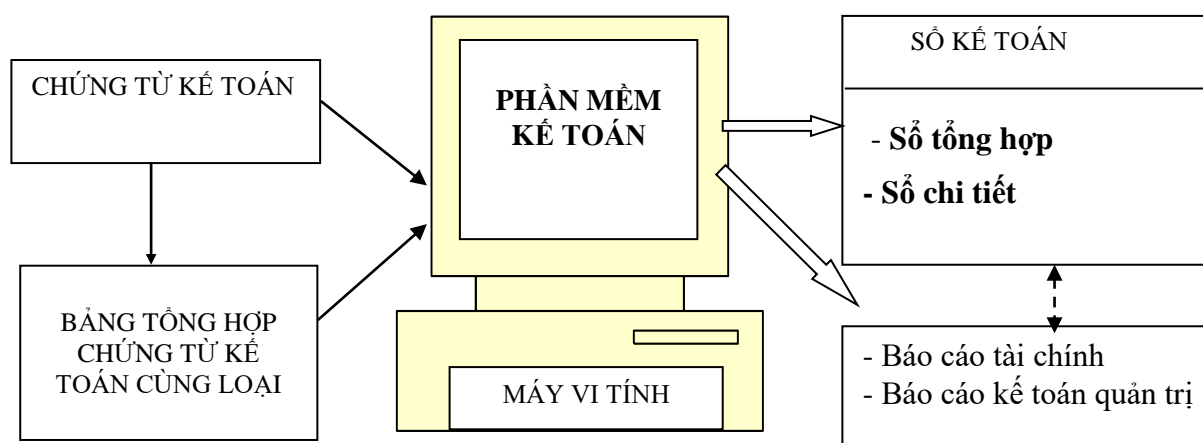 CHỨNG TỪ KẾ TOÁN
BẢNG TỔNG HỢP
CHỨNG TỪ KẾ
TOÁN CÙNG LOẠI
PHẦN MỀM
KẾ TOÁN
MÁY VI TÍNH
SỔ KẾ TOÁN
- Sổ tổng hợp
- Sổ chi tiết
- Báo cáo tài chính
- Báo cáo kế toán quản trị